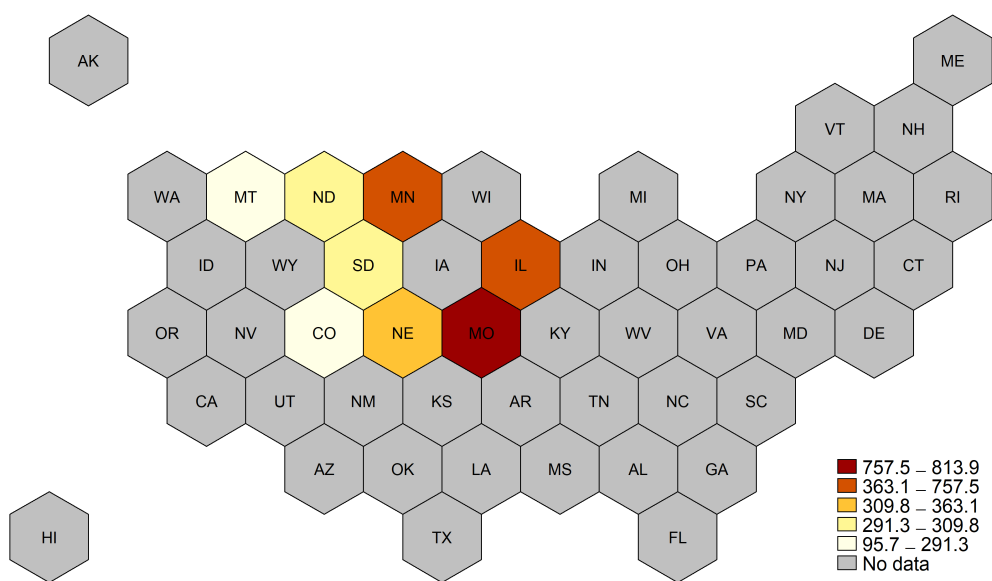 AK
ME
VT NH
WA MT ND MN WI MI NY MA RI
ID WY SD IA IL IN OH PA NJ CT
OR NV CO NE MO KY WV VA MD DE
CA UT NM KS AR TN NC SC
AZ OK LA MS AL GA
HI TX FL
757.5 – 813.9
363.1 – 757.5
309.8 – 363.1
291.3 – 309.8
95.7 – 291.3
No data